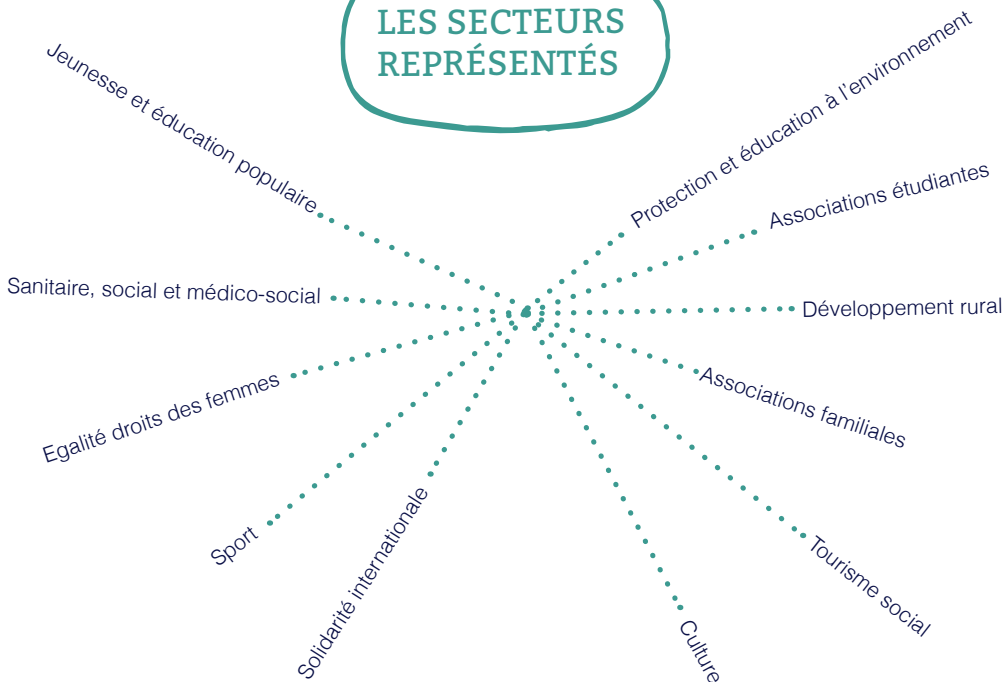 LES SECTEURS
REPRÉSENTÉS
Jeunesse et éducation populaire
Protection et éducation à l'environnement
Associations étudiantes
Sanitaire, social et médico-social
Développement rural
Egalité droits des femmes
Associations familiales
Sport
Solidarité internationale
Tourisme social
Culture